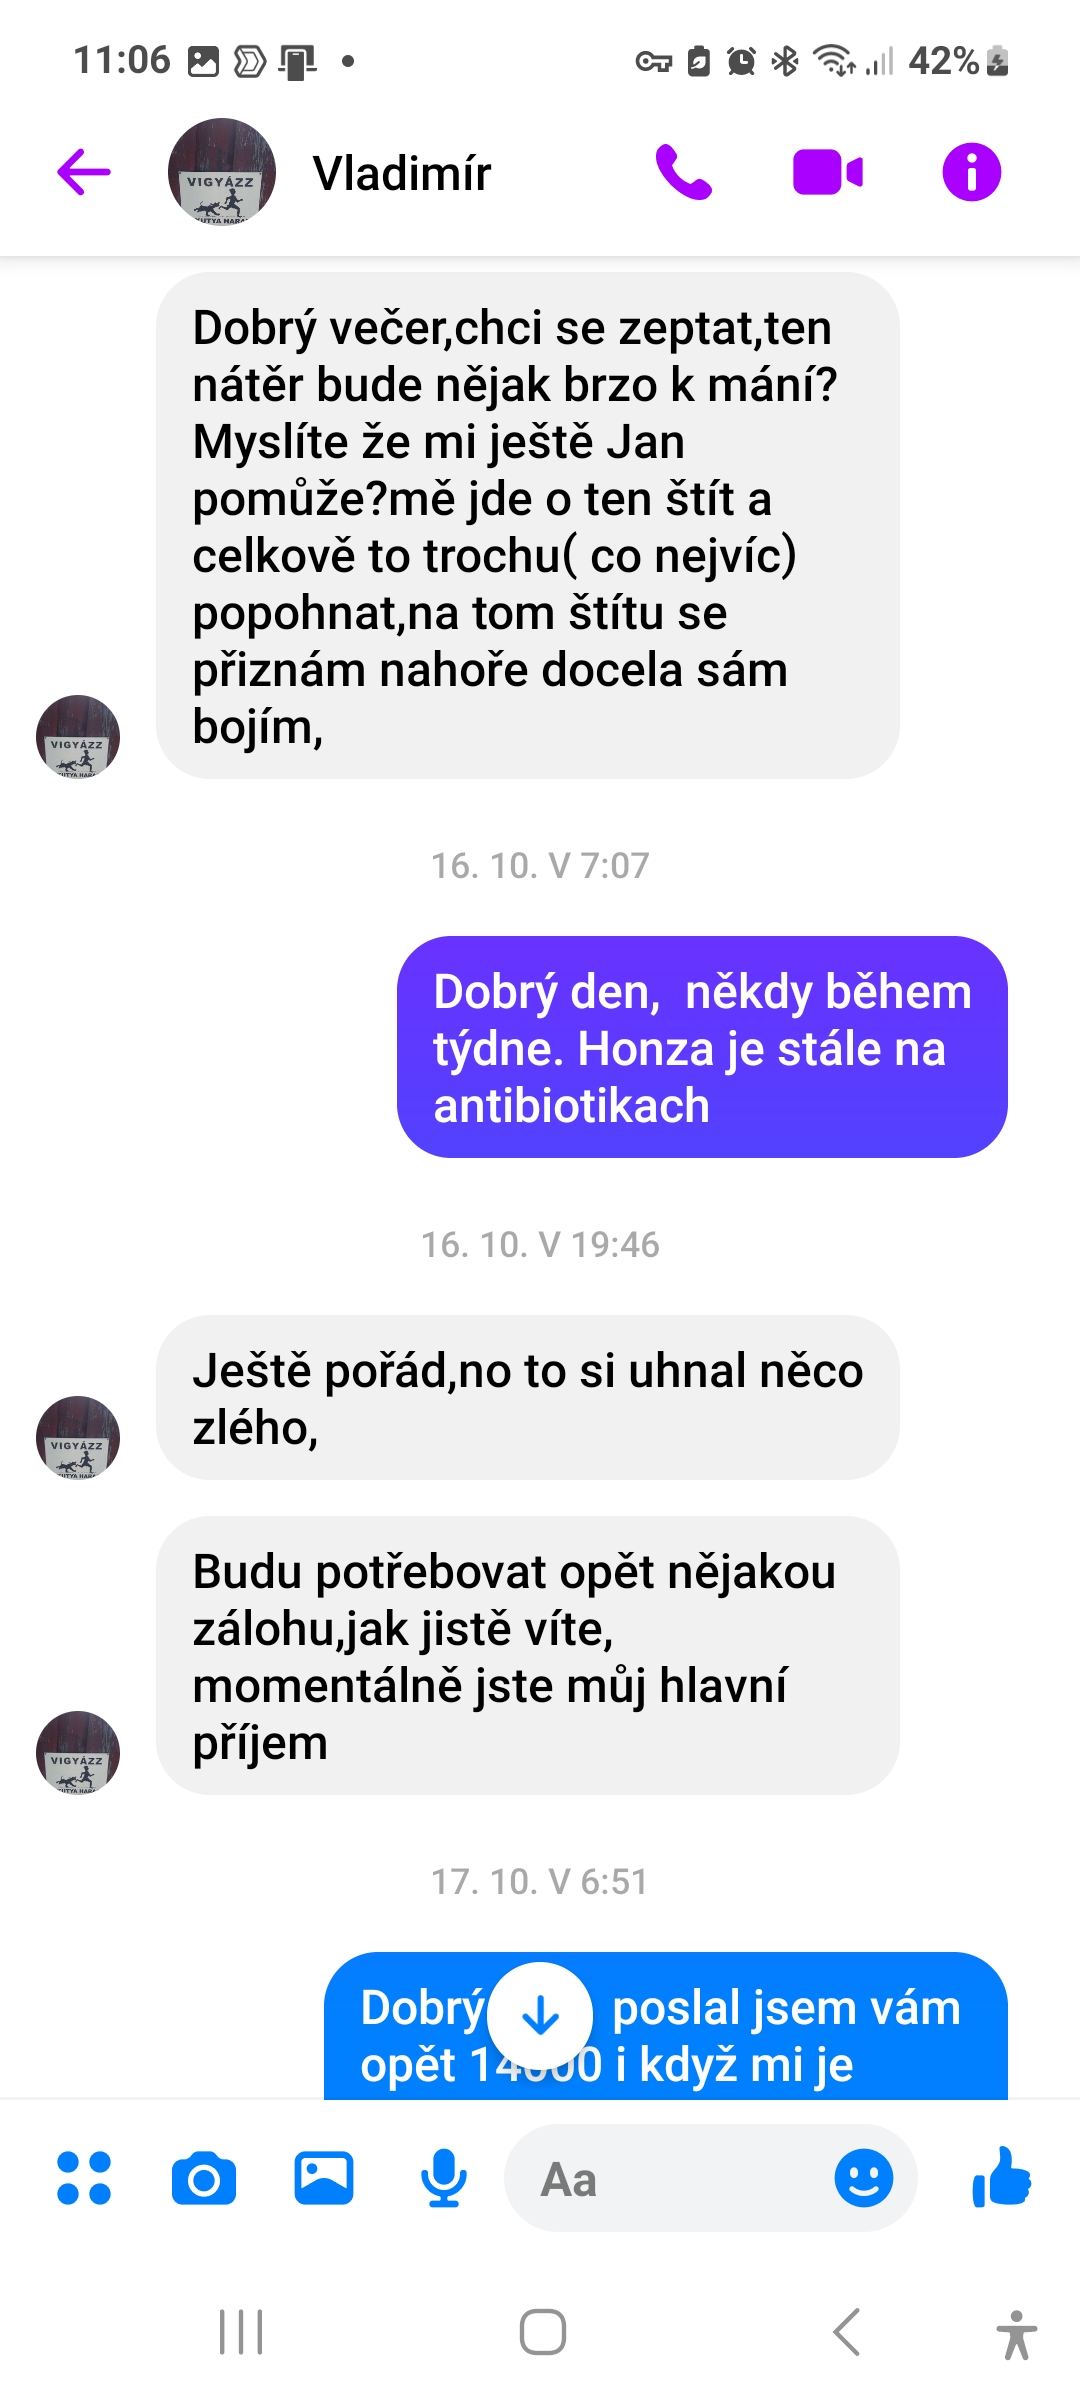 11:06
42%
VIGYÁZZ
Vladimír
Dobrý večer,chci se zeptat,ten
nátěr bude nějak brzo k mání?
Myslíte že mi ještě Jan
pomůže?mě jde o ten štít a
celkově to trochu( co nejvíc)
popohnat,na tom štítu se
přiznám nahoře docela sám
bojím,
VIGYÁZZ
16. 10. V 7:07
Dobrý den,  někdy během
týdne. Honza je stále na
antibiotikach
16. 10. V 19:46
Ještě pořád,no to si uhnal něco
zlého,
VIGYÁZZ
Budu potřebovat opět nějakou
zálohu,jak jistě víte,
momentálně jste můj hlavní
příjem
VIGYÁZZ
17. 10. V 6:51
Dobrý poslal jsem vám
opět 14000 i když mi je
Aa